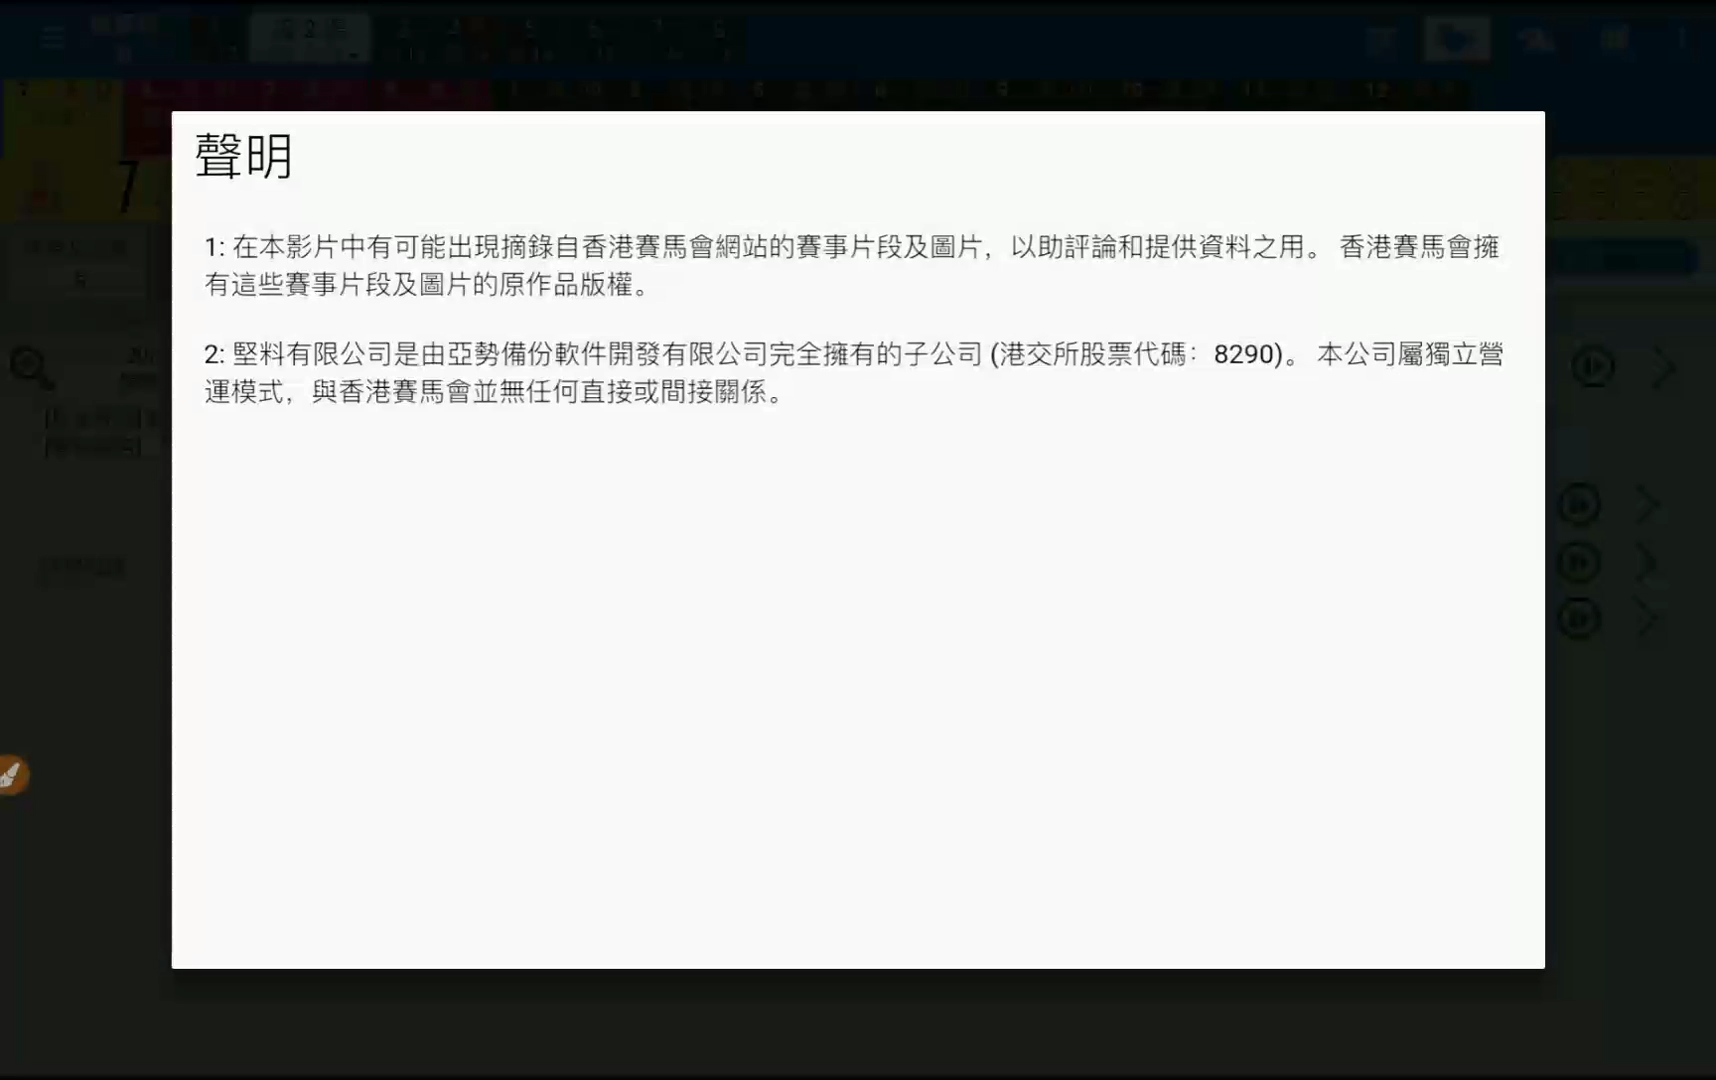 聲明
1: 在本影片中有可能出現摘錄自香港賽馬會網站的賽事片段及圖片，以助評論和提供資料之用。 香港賽馬會擁
有這些賽事片段及圖片的原作品版權。
2: 堅料有限公司是由亞勢備份軟件開發有限公司完全擁有的子公司 (港交所股票代碼：8290)。 本公司屬獨立營
運模式，與香港賽馬會並無任何直接或間接關係。
7